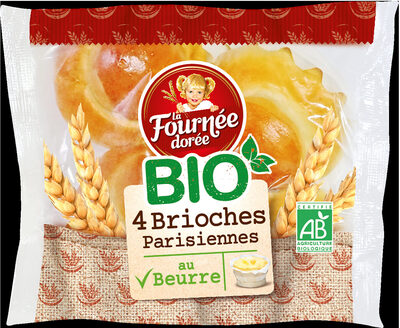 la
Fournée
dorée
BIO
4 Brioches
Parisiennes
au
Beurre
CERTIFIÉ
AB
AGRICULTURE
BIOLOGIQUE